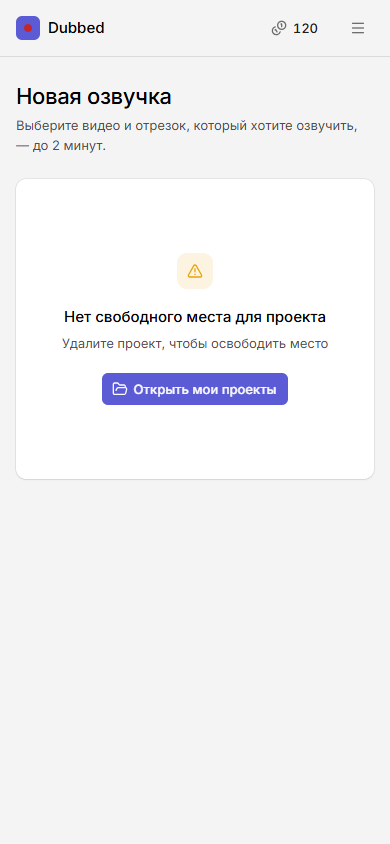 Dubbed
120
Новая озвучка
Выберите видео и отрезок, который хотите озвучить,
— до 2 минут.
Нет свободного места для проекта
Удалите проект, чтобы освободить место
Открыть мои проекты